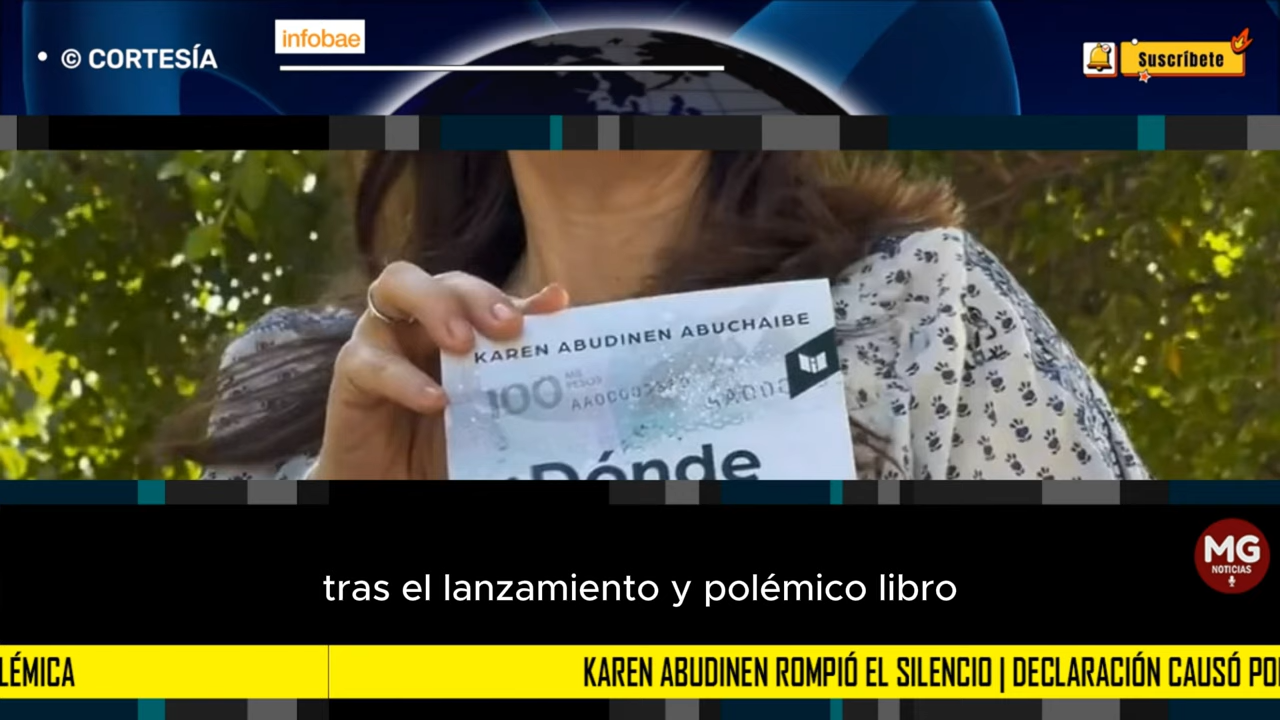 • © CORTESÍA
infobae
Suscríbete
KAREN ABUDINEN ABUCHAIBE
100 MIL PESOS
¿Dónde
MG
NOTICIAS
tras el lanzamiento y polémico libro
LÉMICA
KAREN ABUDINEN ROMPIÓ EL SILENCIO | DECLARACIÓN CAUSÓ PO